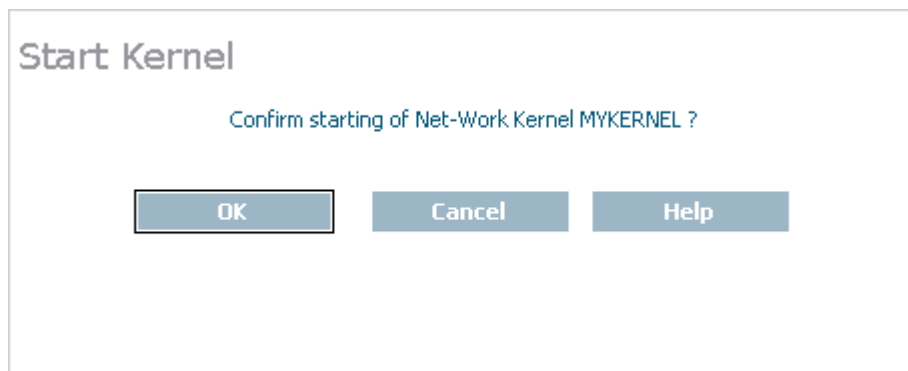 Start Kernel
Confirm starting of Net-Work Kernel MYKERNEL ?
OK Cancel Help